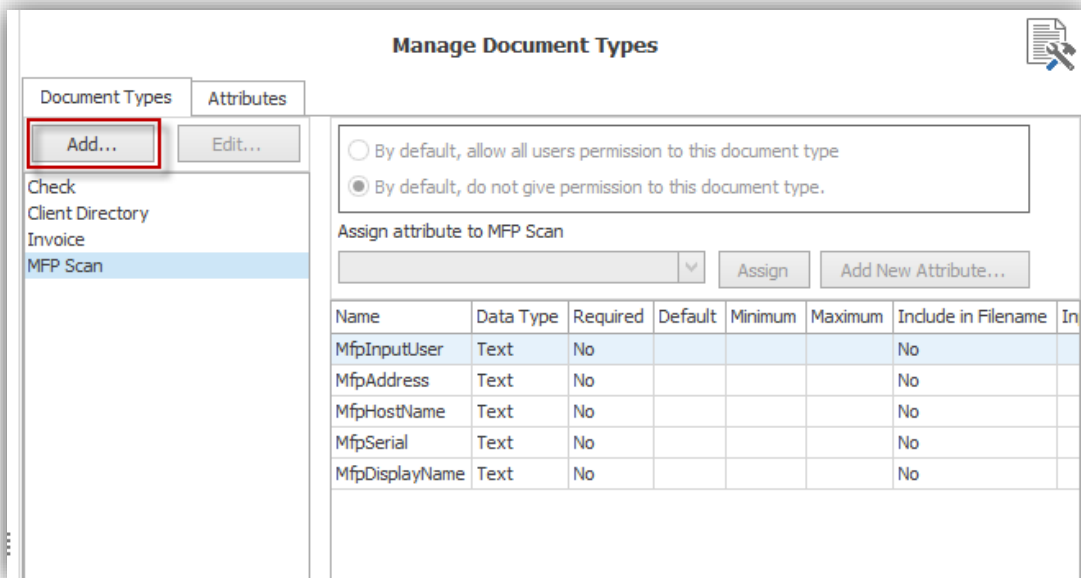 Manage Document Types
Document Types Attributes
Add... Edit...
By default, allow all users permission to this document type
By default, do not give permission to this document type.
Check
Client Directory
Invoice
MFP Scan
Assign attribute to MFP Scan
Assign Add New Attribute...
Name Data Type Required Default Minimum Maximum Include in Filename In
MfpInputUser Text No No
MfpAddress Text No No
MfpHostName Text No No
MfpSerial Text No No
MfpDisplayName Text No No